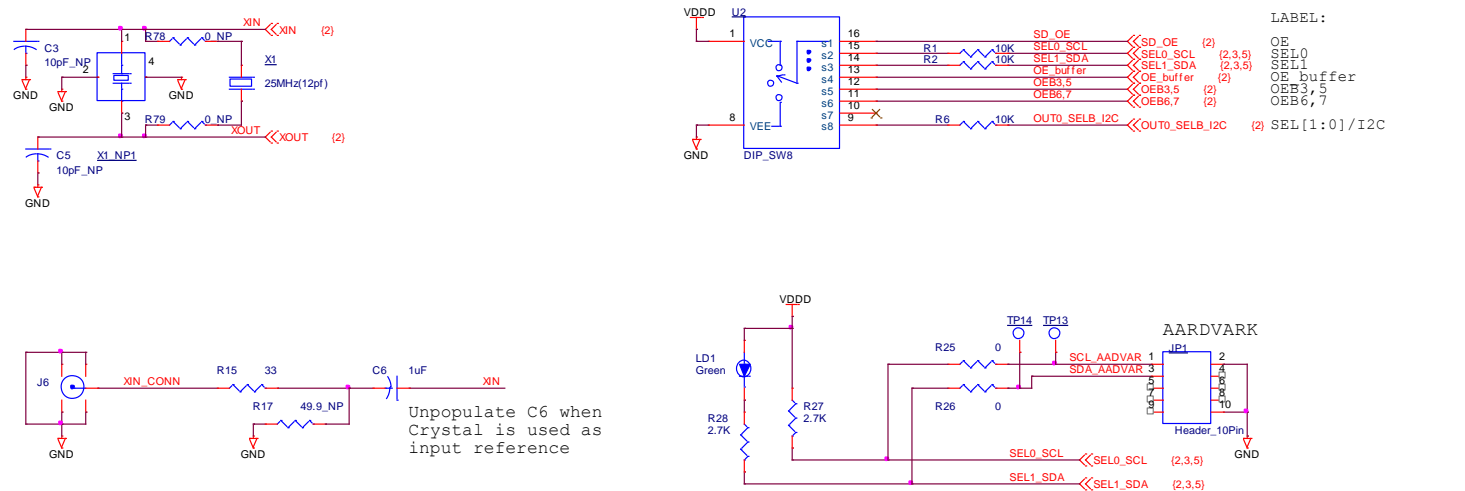 XIN
XIN {2}
R78 0_NP
C3
10pF_NP
1
2
4
3
GND
GND
GND
X1
25MHz(12pf)
R79 0_NP
XOUT
XOUT {2}
C5
10pF_NP
X1_NP1
GND
VDDD
U2
LABEL:
1 VCC s1 16 SD_OE SD_OE {2} OE
s2 15 SEL0_SCL R1 10K SEL0_SCL {2,3,5} SEL0
s3 14 SEL1_SDA R2 10K SEL1_SDA {2,3,5} SEL1
s4 13 OE_buffer OE_buffer {2} OE_buffer
s5 12 OEB3,5 OEB3,5 {2} OEB3,5
s6 11 OEB6,7 OEB6,7 {2} OEB6,7
s7 10
8 VEE s8 9 R6 10K OUT0_SELB_I2C OUT0_SELB_I2C {2} SEL[1:0]/I2C
GND
DIP_SW8
J6
XIN_CONN
R15 33
C6 1uF
XIN
R17 49.9_NP
GND
GND
Unpopulate C6 when
Crystal is used as
input reference
VDDD
LD1
Green
R28
2.7K
R27
2.7K
TP14
TP13
R25 0
R26 0
AARDVARK
JP1
SCL_AADVAR 1 2
SDA_AADVAR 3 4
5 6
7 8
9 10
Header_10Pin
GND
SEL0_SCL
SEL0_SCL {2,3,5}
SEL1_SDA
SEL1_SDA {2,3,5}